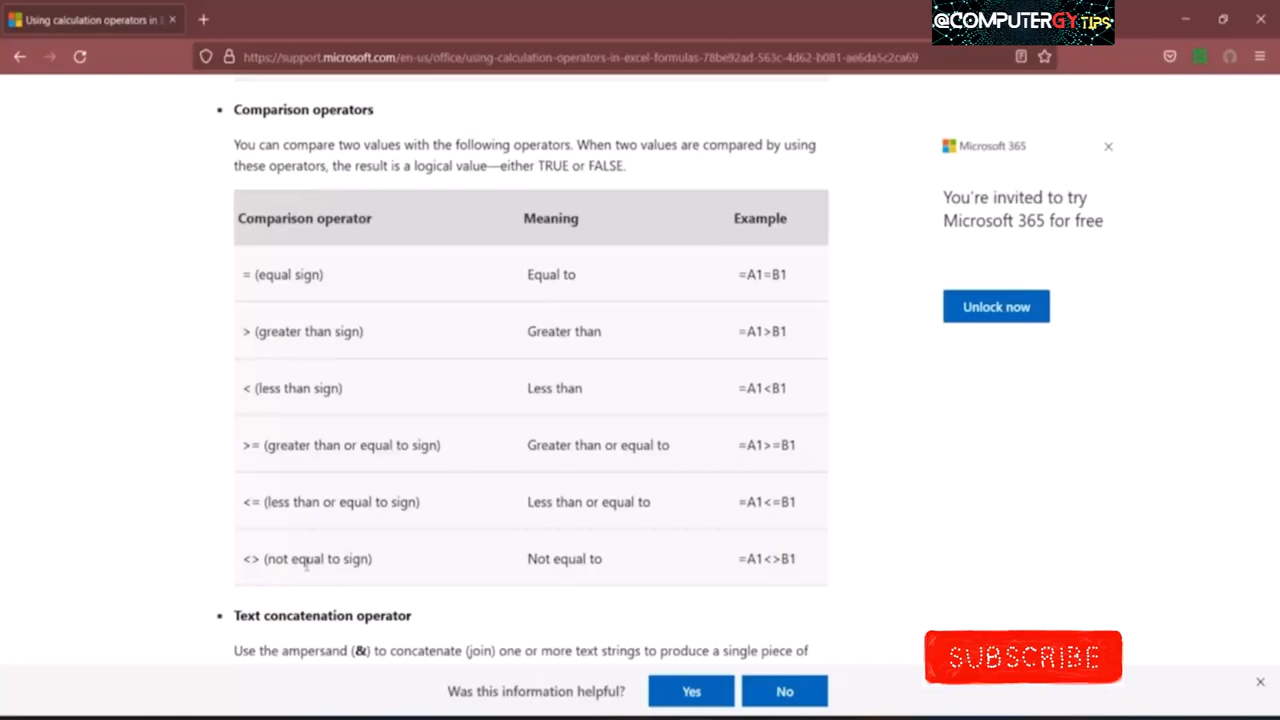 Using calculation operators in
@COMPUTERGY TIPS
https://support.microsoft.com/en-us/office/using-calculation-operators-in-excel-formulas-78be92ad-563c-4d62-b081-ae6da5c2ca69
• Comparison operators
You can compare two values with the following operators. When two values are compared by using
these operators, the result is a logical value—either TRUE or FALSE.
Comparison operator Meaning Example
= (equal sign) Equal to =A1=B1
> (greater than sign) Greater than =A1>B1
< (less than sign) Less than =A1<B1
>= (greater than or equal to sign) Greater than or equal to =A1>=B1
<= (less than or equal to sign) Less than or equal to =A1<=B1
<> (not equal to sign) Not equal to =A1<>B1
• Text concatenation operator
Use the ampersand (&) to concatenate (join) one or more text strings to produce a single piece of
Microsoft 365
You're invited to try
Microsoft 365 for free
Unlock now
SUBSCRIBE
Was this information helpful? Yes No